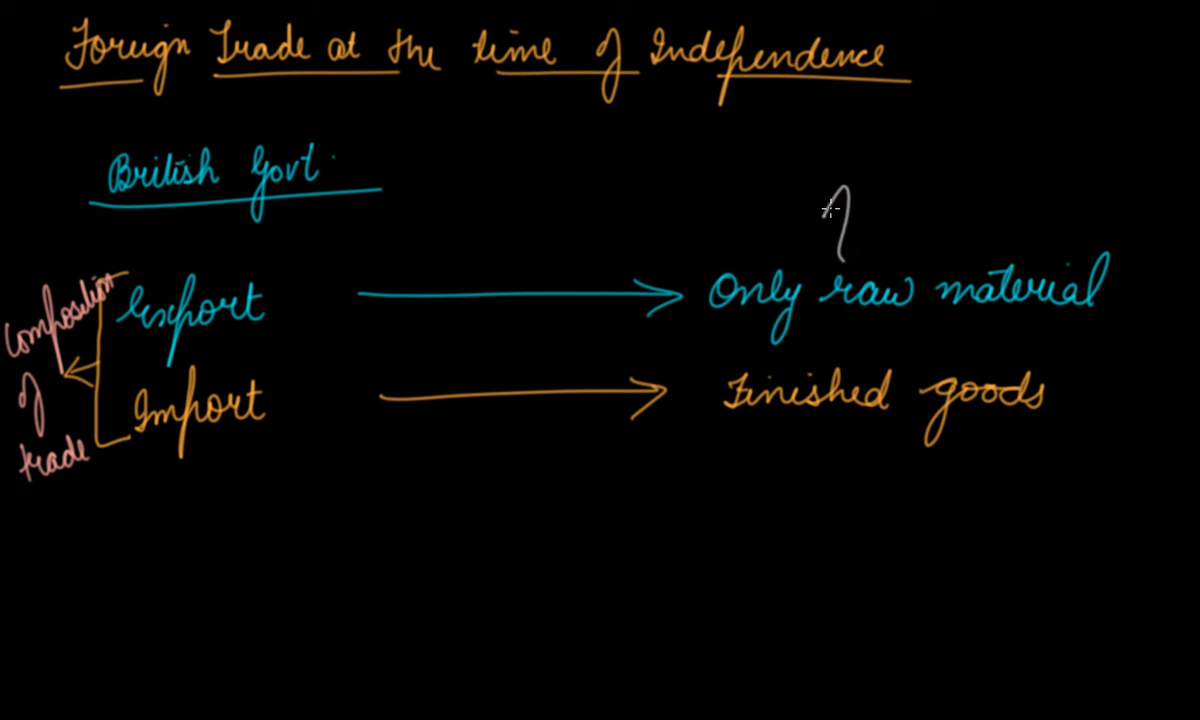 Foreign Trade at the time of Independence
British Govt.
Export
Only raw material
Import
Finished goods
Composition
of
trade